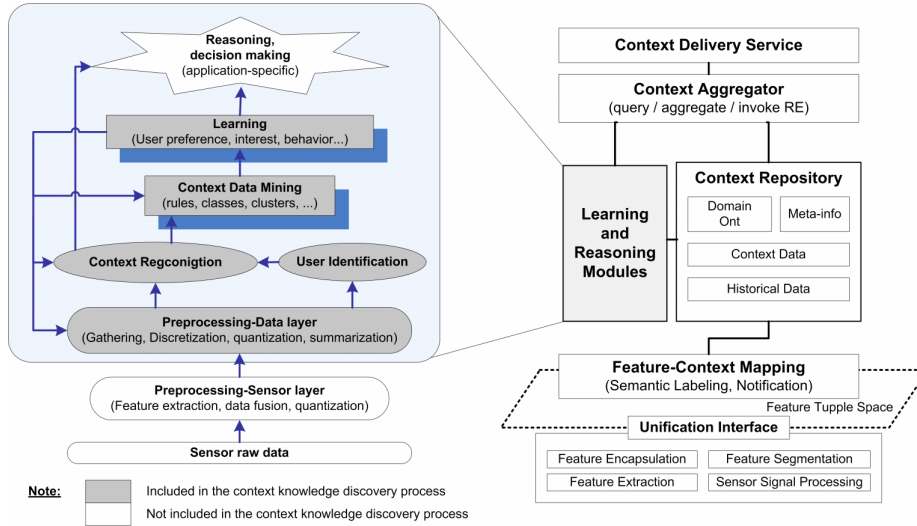 Reasoning,
decision making
(application-specific)
Learning
(User preference, interest, behavior...)
Context Data Mining
(rules, classes, clusters, ...)
Context Regconigtion
User Identification
Preprocessing-Data layer
(Gathering, Discretization, quantization, summarization)
Preprocessing-Sensor layer
(Feature extraction, data fusion, quantization)
Sensor raw data
Note:
Included in the context knowledge discovery process
Not included in the context knowledge discovery process
Context Delivery Service
Context Aggregator
(query / aggregate / invoke RE)
Learning
and
Reasoning
Modules
Context Repository
Domain
Ont
Meta-info
Context Data
Historical Data
Feature-Context Mapping
(Semantic Labeling, Notification)
Feature Tupple Space
Unification Interface
Feature Encapsulation
Feature Segmentation
Feature Extraction
Sensor Signal Processing